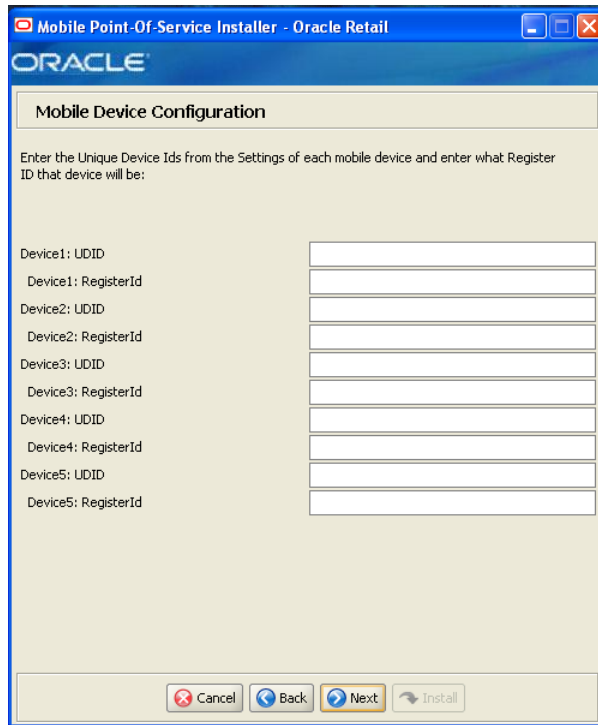 Mobile Point-Of-Service Installer - Oracle Retail
ORACLE
Mobile Device Configuration
Enter the Unique Device Ids from the Settings of each mobile device and enter what Register
ID that device will be:
Device1: UDID
Device1: RegisterId
Device2: UDID
Device2: RegisterId
Device3: UDID
Device3: RegisterId
Device4: UDID
Device4: RegisterId
Device5: UDID
Device5: RegisterId
Cancel Back Next Install